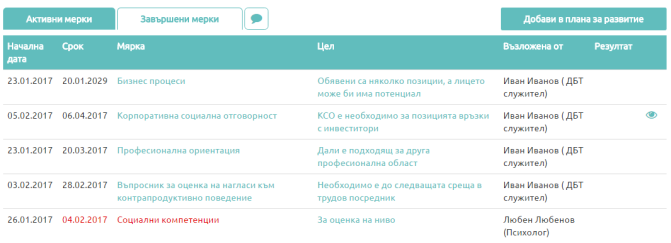 Активни мерки Завършени мерки Добави в плана за развитие
Начална дата Срок Мярка Цел Възложена от Резултат
23.01.2017 20.01.2029 Бизнес процеси Обявени са няколко позиции, а лицето може би има потенциал Иван Иванов ( ДБТ служител)
05.02.2017 06.04.2017 Корпоративна социална отговорност КСО е необходимо за позицията връзки с инвеститори Иван Иванов ( ДБТ служител)
23.01.2017 20.03.2017 Професионална ориентация Дали е подходящ за друга професионална област Иван Иванов ( ДБТ служител)
03.02.2017 28.02.2017 Въпросник за оценка на нагласи към контрапродуктивно поведение Необходимо е до следващата среща в трудов посредник Иван Иванов ( ДБТ служител)
26.01.2017 04.02.2017 Социални компетенции За оценка на ниво Любен Любенов (Психолог)